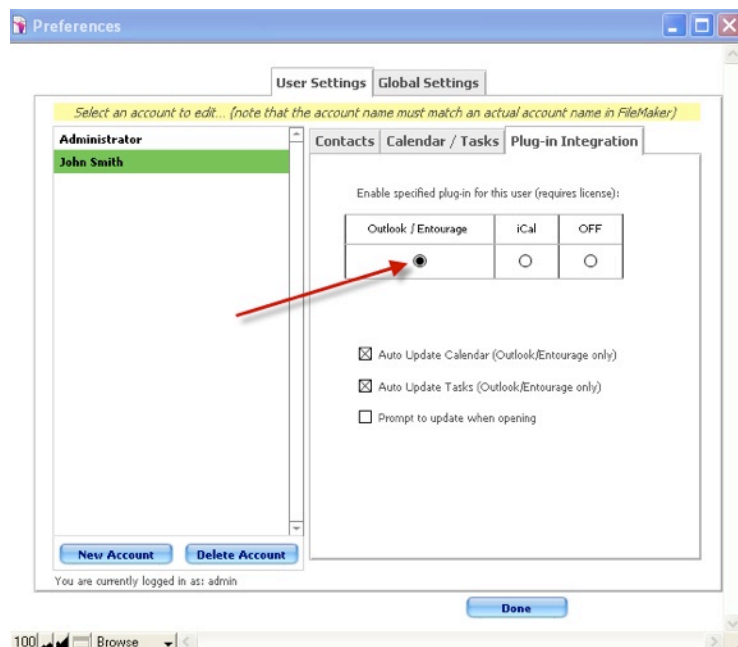 Preferences
User Settings Global Settings
Select an account to edit... (note that the account name must match an actual account name in FileMaker)
Administrator
John Smith
Contacts Calendar / Tasks Plug-in Integration
Enable specified plug-in for this user (requires license):
Outlook / Entourage iCal OFF
Auto Update Calendar (Outlook/Entourage only)
Auto Update Tasks (Outlook/Entourage only)
Prompt to update when opening
New Account Delete Account
You are currently logged in as: admin
Done
100 Browse